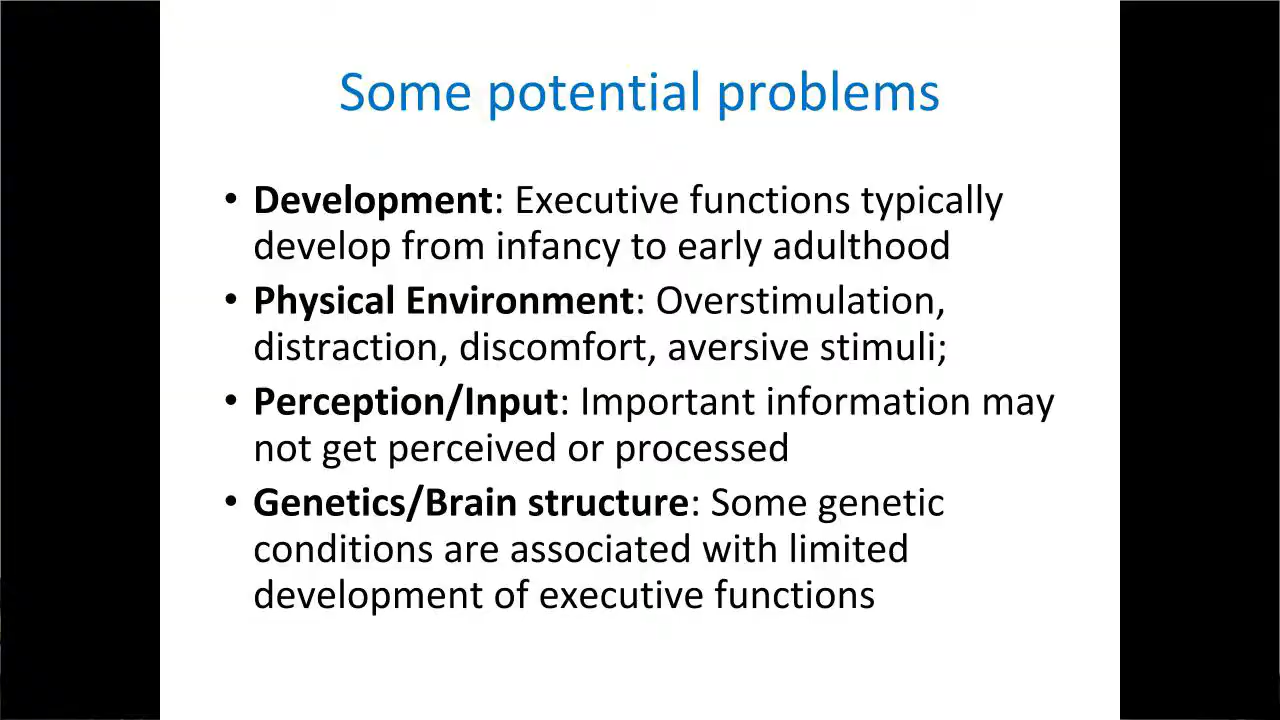 Some potential problems
• Development: Executive functions typically
develop from infancy to early adulthood
• Physical Environment: Overstimulation,
distraction, discomfort, aversive stimuli;
• Perception/Input: Important information may
not get perceived or processed
• Genetics/Brain structure: Some genetic
conditions are associated with limited
development of executive functions